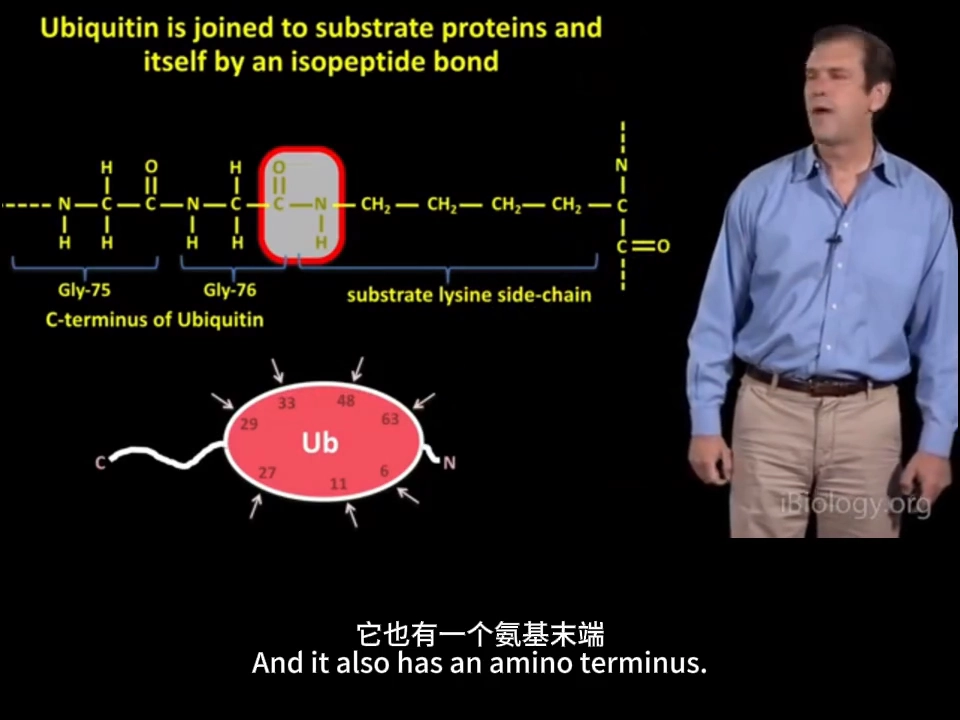 Ubiquitin is joined to substrate proteins and
itself by an isopeptide bond
H O H O
N C C N C C N CH₂ CH₂ CH₂ CH₂ C
H H H H H
N
C=O
Gly-75 Gly-76 substrate lysine side-chain
C-terminus of Ubiquitin
33 48
29 63
Ub
C N
27 11 6
iBiology.org
它也有一个氨基末端
And it also has an amino terminus.